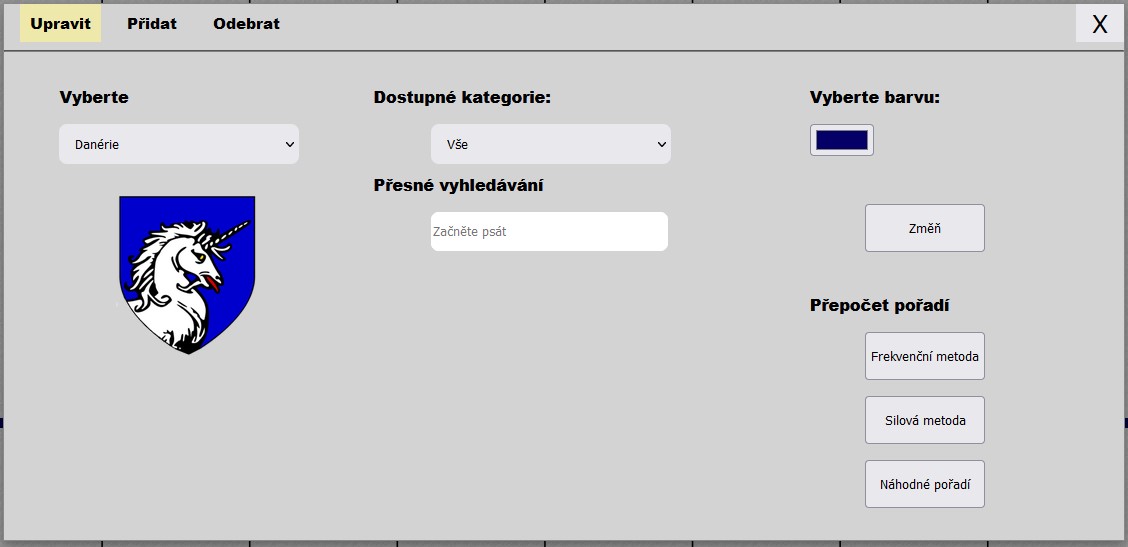 Upravit
Přidat
Odebrat
X
Vyberte
Danérie
Dostupné kategorie:
Vše
Přesné vyhledávání
Začněte psát
Vyberte barvu:
Změň
Přepočet pořadí
Frekvenční metoda
Silová metoda
Náhodné pořadí